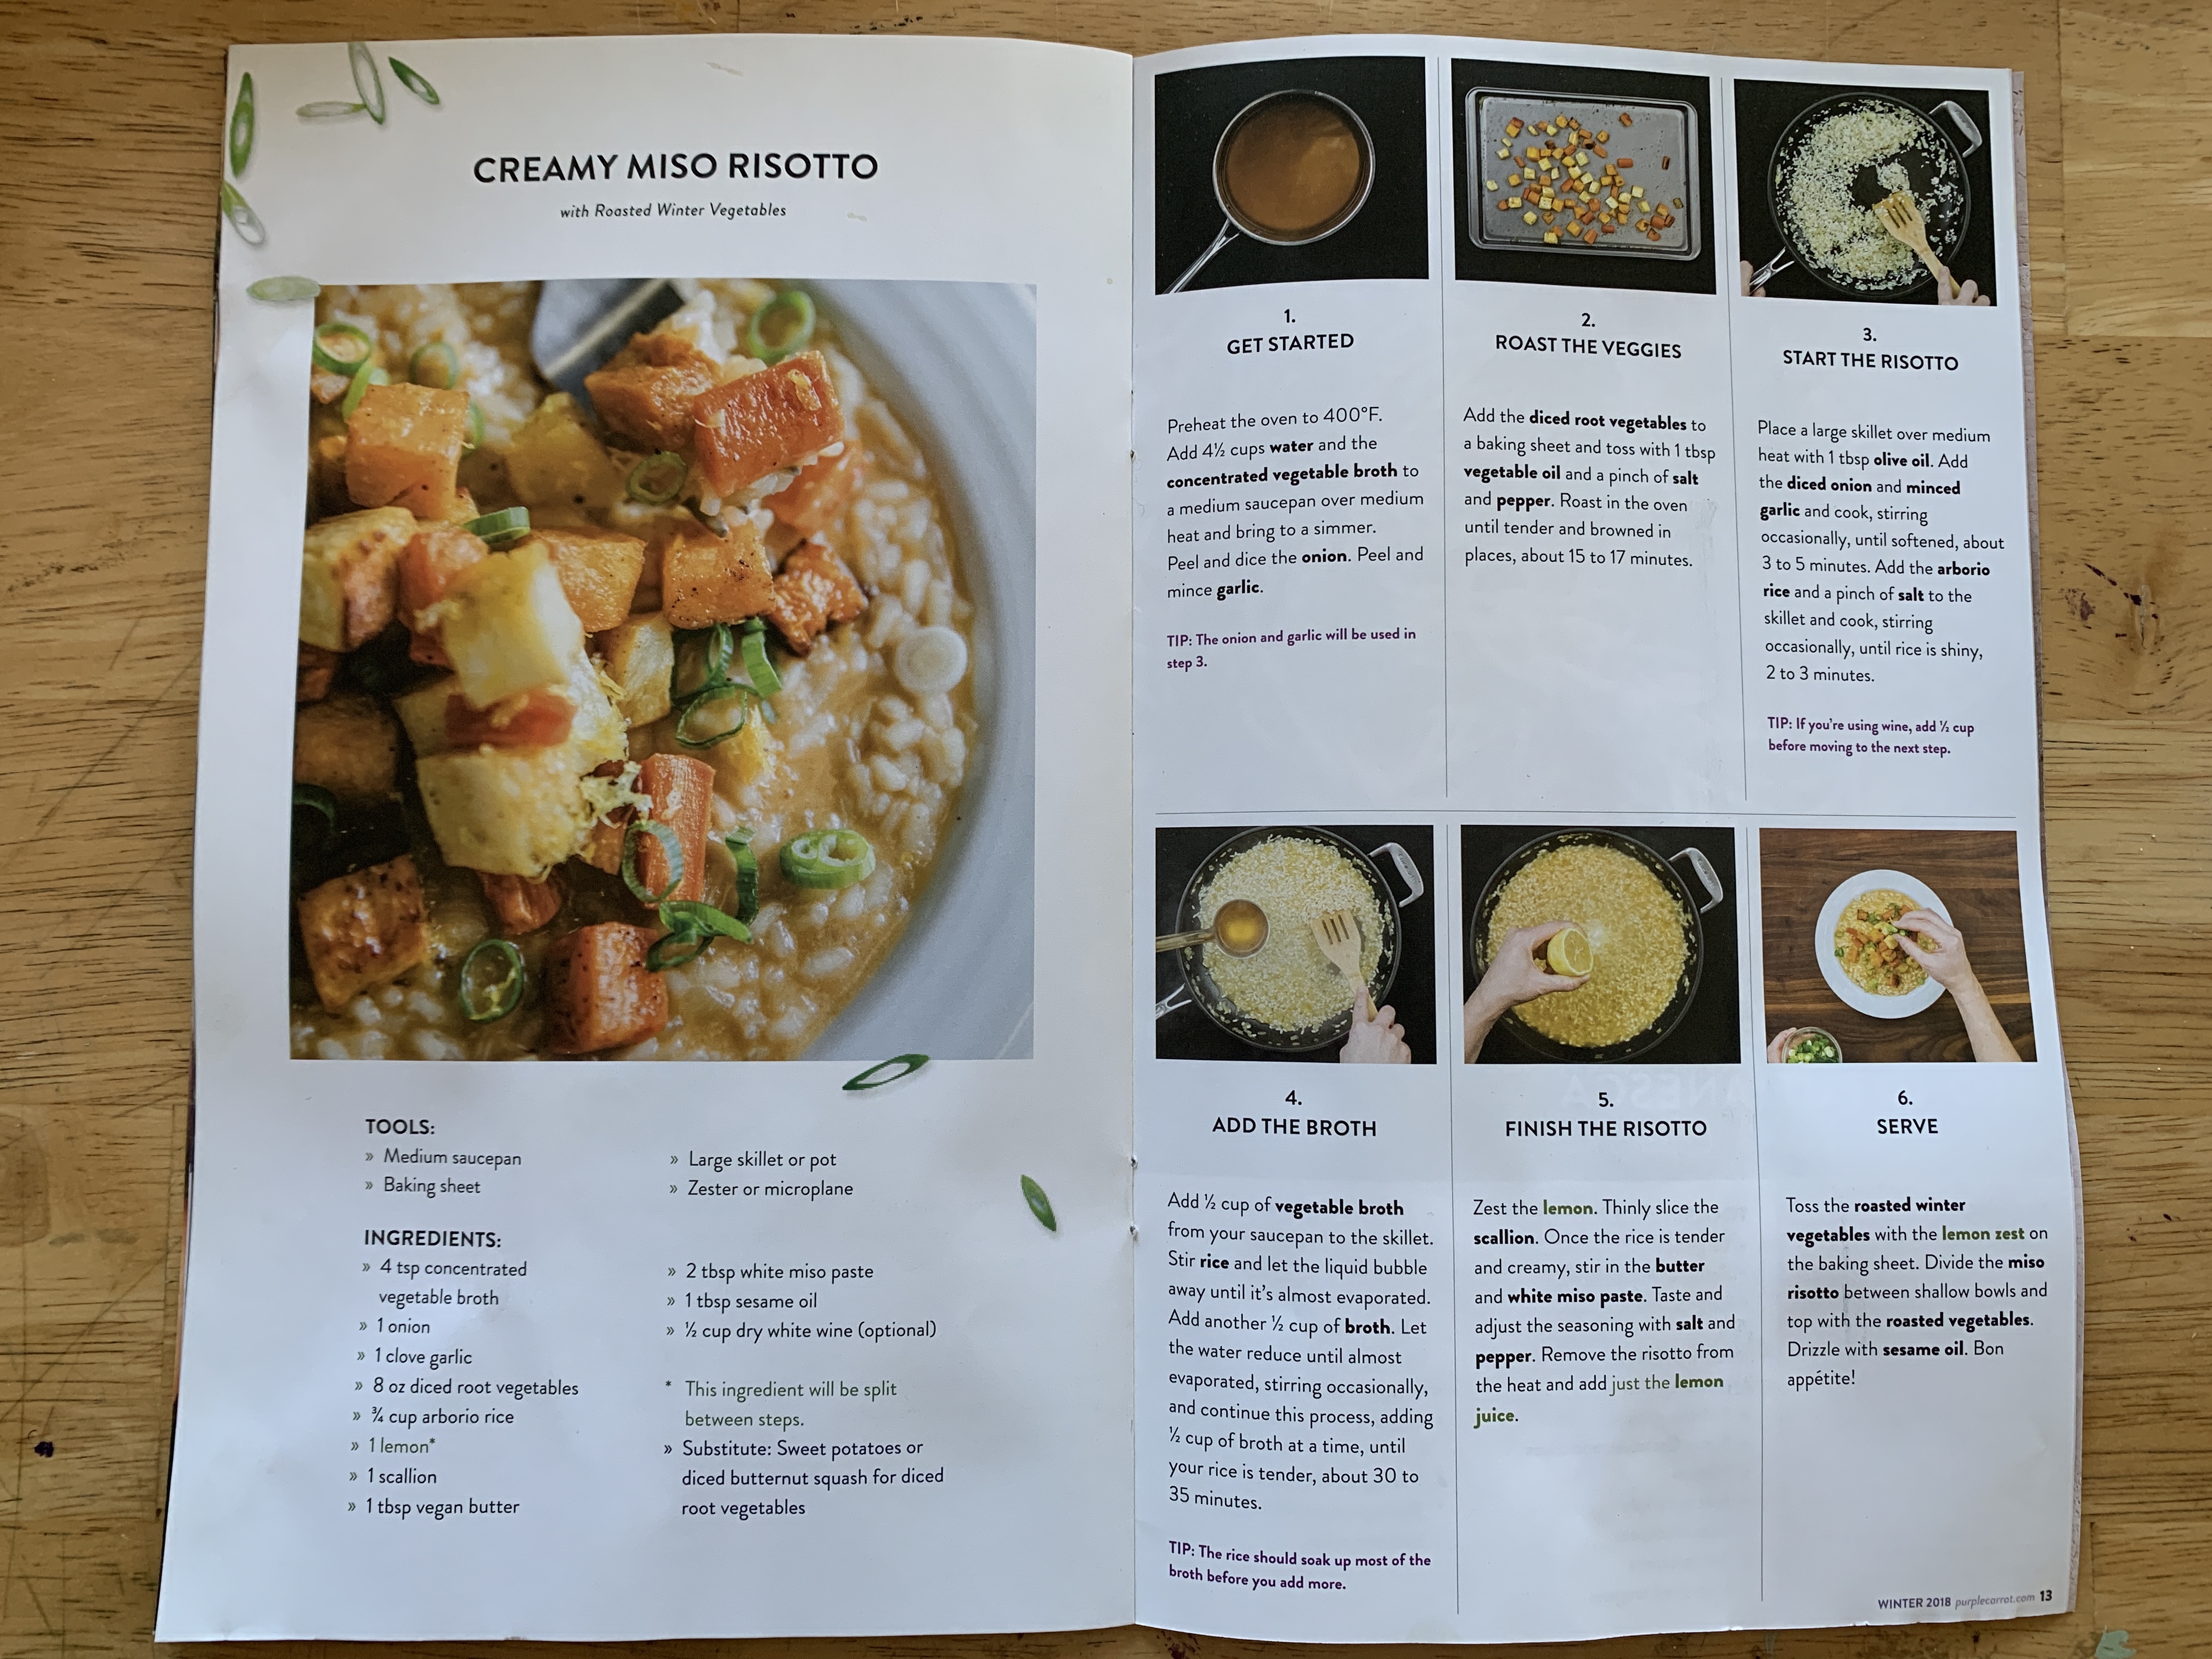 CREAMY MISO RISOTTO
with Roasted Winter Vegetables
TOOLS:
» Medium saucepan
» Baking sheet
» Large skillet or pot
» Zester or microplane
INGREDIENTS:
» 4 tsp concentrated
vegetable broth
» 1 onion
» 1 clove garlic
» 8 oz diced root vegetables
» ¾ cup arborio rice
» 1 lemon*
» 1 scallion
» 1 tbsp vegan butter
» 2 tbsp white miso paste
» 1 tbsp sesame oil
» ½ cup dry white wine (optional)
* This ingredient will be split
between steps.
» Substitute: Sweet potatoes or
diced butternut squash for diced
root vegetables
1.
GET STARTED
Preheat the oven to 400°F.
Add 4½ cups water and the
concentrated vegetable broth to
a medium saucepan over medium
heat and bring to a simmer.
Peel and dice the onion. Peel and
mince garlic.
TIP: The onion and garlic will be used in
step 3.
2.
ROAST THE VEGGIES
Add the diced root vegetables to
a baking sheet and toss with 1 tbsp
vegetable oil and a pinch of salt
and pepper. Roast in the oven
until tender and browned in
places, about 15 to 17 minutes.
3.
START THE RISOTTO
Place a large skillet over medium
heat with 1 tbsp olive oil. Add
the diced onion and minced
garlic and cook, stirring
occasionally, until softened, about
3 to 5 minutes. Add the arborio
rice and a pinch of salt to the
skillet and cook, stirring
occasionally, until rice is shiny,
2 to 3 minutes.
TIP: If you're using wine, add ½ cup
before moving to the next step.
4.
ADD THE BROTH
Add ½ cup of vegetable broth
from your saucepan to the skillet.
Stir rice and let the liquid bubble
away until it's almost evaporated.
Add another ½ cup of broth. Let
the water reduce until almost
evaporated, stirring occasionally,
and continue this process, adding
½ cup of broth at a time, until
your rice is tender, about 30 to
35 minutes.
TIP: The rice should soak up most of the
broth before you add more.
5.
FINISH THE RISOTTO
Zest the lemon. Thinly slice the
scallion. Once the rice is tender
and creamy, stir in the butter
and white miso paste. Taste and
adjust the seasoning with salt and
pepper. Remove the risotto from
the heat and add just the lemon
juice.
6.
SERVE
Toss the roasted winter
vegetables with the lemon zest on
the baking sheet. Divide the miso
risotto between shallow bowls and
top with the roasted vegetables.
Drizzle with sesame oil. Bon
appétite!
WINTER 2018 purplecarrot.com 13